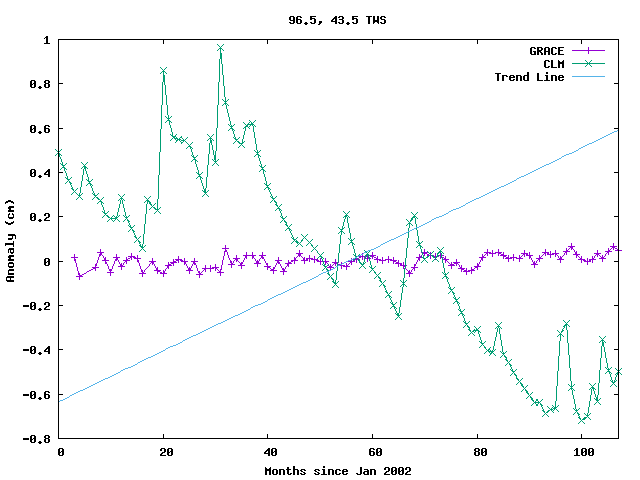 96.5, 43.5 TWS
GRACE
CLM
Trend Line
Anomaly (cm)
1
0.8
0.6
0.4
0.2
0
-0.2
-0.4
-0.6
-0.8
0 20 40 60 80 100
Months since Jan 2002